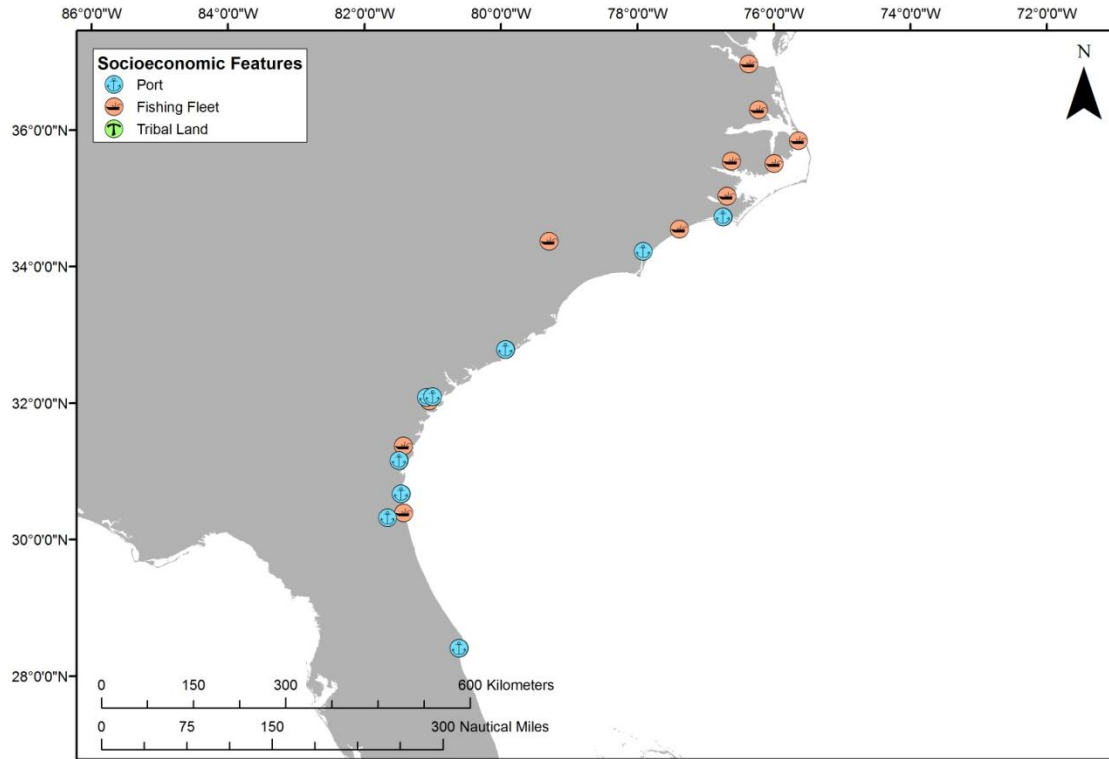 86°0'0"W 84°0'0"W 82°0'0"W 80°0'0"W 78°0'0"W 76°0'0"W 74°0'0"W 72°0'0"W
Socioeconomic Features
Port
Fishing Fleet
Tribal Land
N
36°0'0"N
34°0'0"N
32°0'0"N
30°0'0"N
28°0'0"N
0 150 300 600 Kilometers
0 75 150 300 Nautical Miles